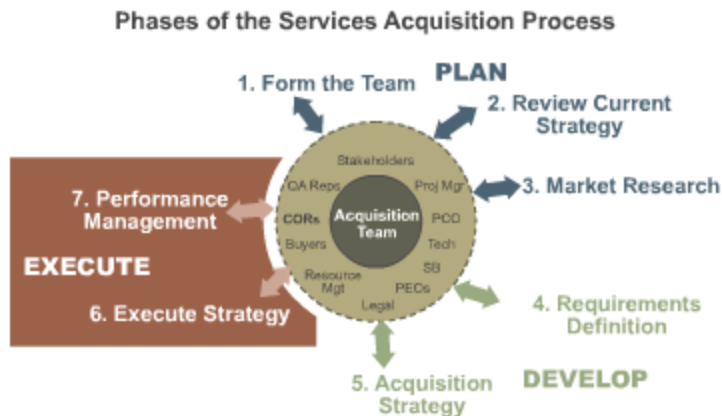 Phases of the Services Acquisition Process
PLAN
1. Form the Team
2. Review Current
Strategy
3. Market Research
4. Requirements
Definition
DEVELOP
5. Acquisition
Strategy
6. Execute Strategy
EXECUTE
7. Performance
Management
Stakeholders
QA Reps
Proj Mgr
CORs
Acquisition
Team
PCO
Buyers
Tech
Resource
Mgt
SB
PEOs
Legal